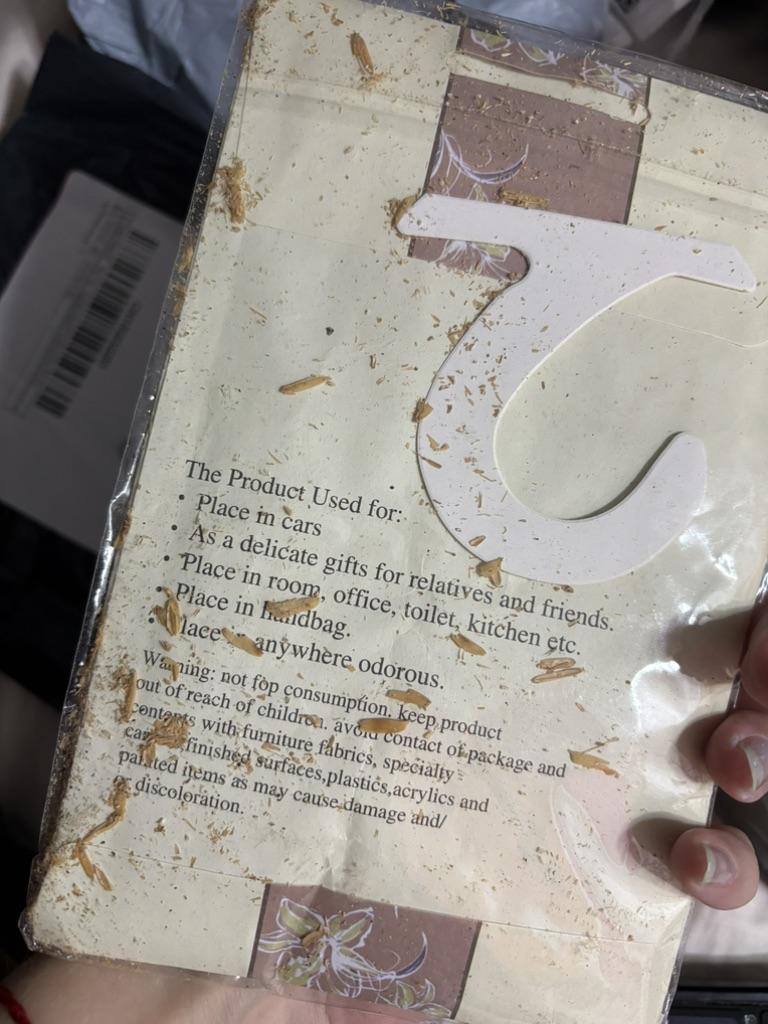 The Product Used for:
• Place in cars
• As a delicate gifts for relatives and friends.
• Place in room, office, toilet, kitchen etc.
Place in handbag.
• lace anywhere odorous.
Warning: not fop consumption, keep product
out of reach of children. avoid contact of package and
contents with furniture fabrics, specialty
finished surfaces,plastics,acrylics and
painted items as may cause damage and/
or discoloration.